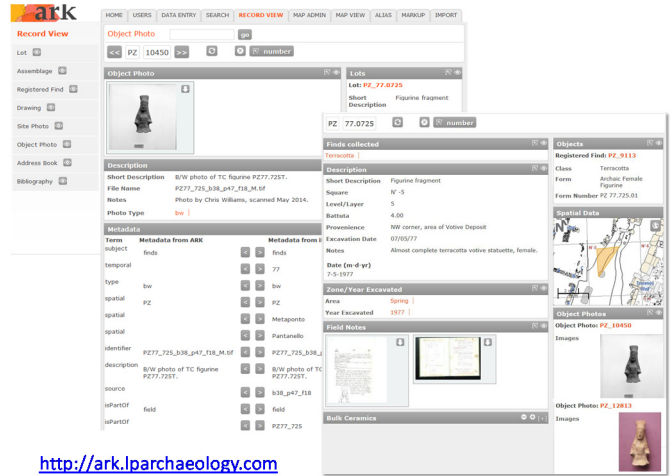 ark
HOME USERS DATA ENTRY SEARCH RECORD VIEW MAP ADMIN MAP VIEW ALIAS MARKUP IMPORT
Record View
Lot
Assemblage
Registered Find
Drawing
Site Photo
Object Photo
Address Book
Bibliography
Object Photo go
<< PZ 10450 >> number
Object Photo
Description
Short Description B/W photo of TC figurine PZ77.725T.
File Name PZ77_725_b38_p47_f18_M.tif
Notes Photo by Chris Williams, scanned May 2014.
Photo Type bw
Metadata
Term Metadata from ARK Metadata from
subject finds < > finds
temporal < > 77
type bw < > bw
spatial PZ < > PZ
spatial < > Metaponto
spatial < > Pantanello
identifier PZ77_725_b38_p47_f18_M.tif < > PZ77_725_b38_
description B/W photo of TC figurine PZ77.725T. < > B/W photo of TC PZ77.725T.
source < > b38_p47_f18
isPartOf field < > field
isPartOf < > PZ77_725
Lots
Lot: PZ_77.0725
Short Description Figurine fragment
PZ 77.0725 number
Finds collected
Terracotta
Description
Short Description Figurine fragment
Square N' -5
Level/Layer 5
Battuta 4.00
Provenience NW corner, area of Votive Deposit
Excavation Date 07/05/77
Notes Almost complete terracotta votive statuette, female.
Date (m-d-yr)
7-5-1977
Zone/Year Excavated
Area Spring
Year Excavated 1977
Field Notes
Bulk Ceramics
Objects
Registered Find: PZ_9113
Class Terracotta
Form Archaic Female Figurine
Form Number PZ 77.725.01
Spatial Data
Object Photos
Object Photo: PZ_10450
Images
Object Photo: PZ_12813
Images
http://ark.lparchaeology.com